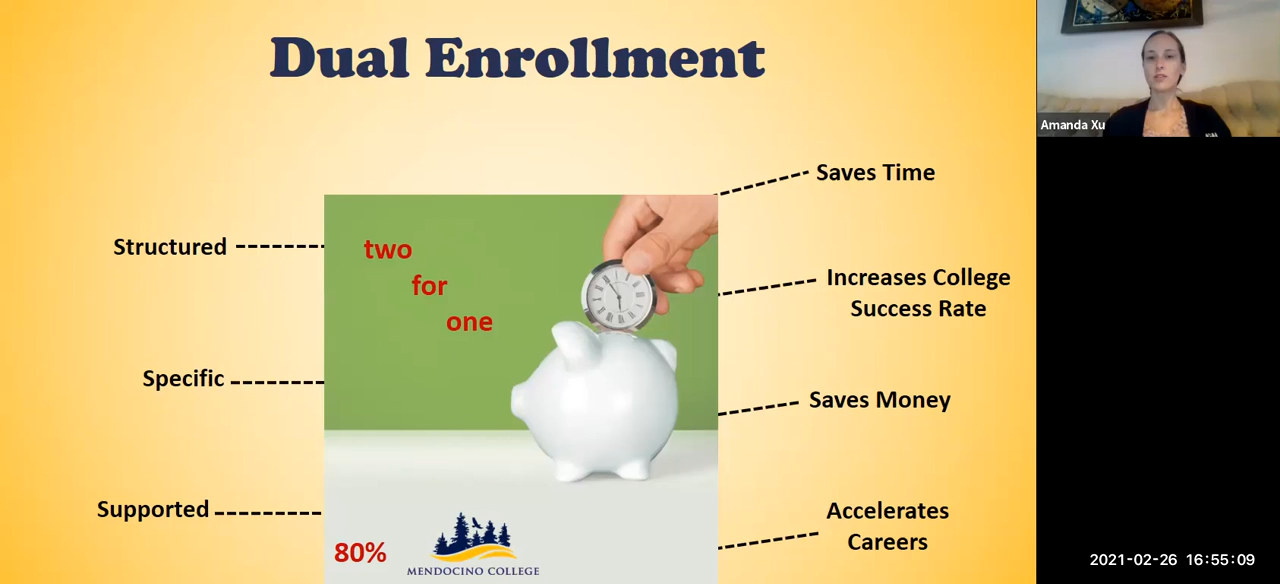 Dual Enrollment
Structured
Specific
Supported
two
for
one
80%
MENDOCINO COLLEGE
Saves Time
Increases College
Success Rate
Saves Money
Accelerates
Careers
Amanda Xu
2021-02-26 16:55:09